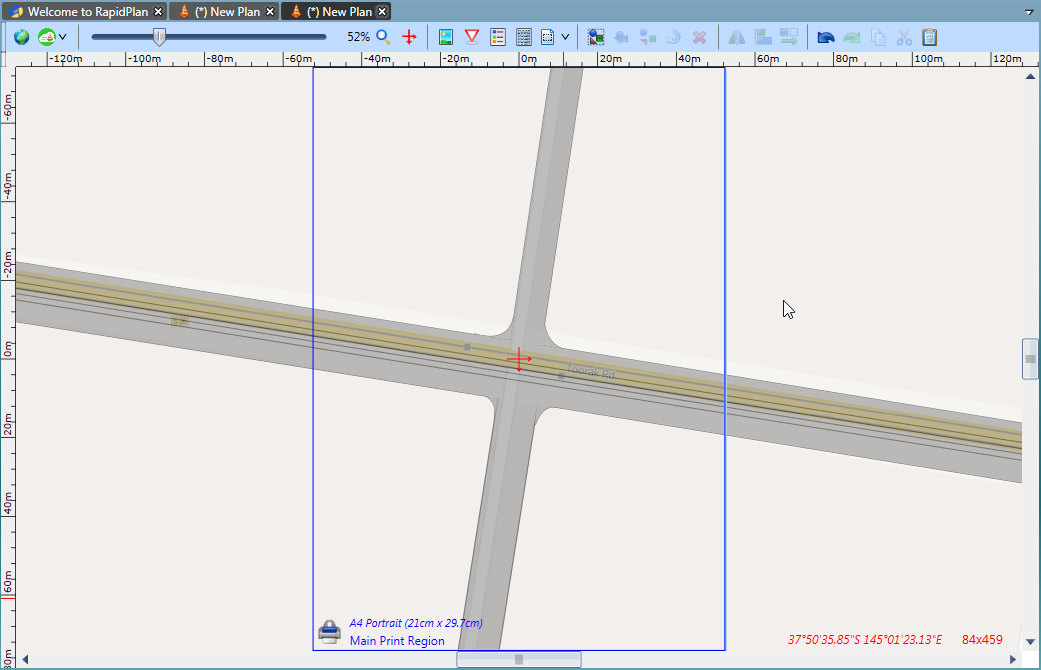 Welcome to RapidPlan
(*) New Plan
(*) New Plan
52%
-120m -100m -80m -60m -40m -20m 0m 20m 40m 60m 80m 100m 120m
-60m
-40m
-20m
0m
20m
40m
60m
80m
Toorak Rd
A4 Portrait (21cm x 29.7cm)
Main Print Region
37°50'35.85"S 145°01'23.13"E 84x459